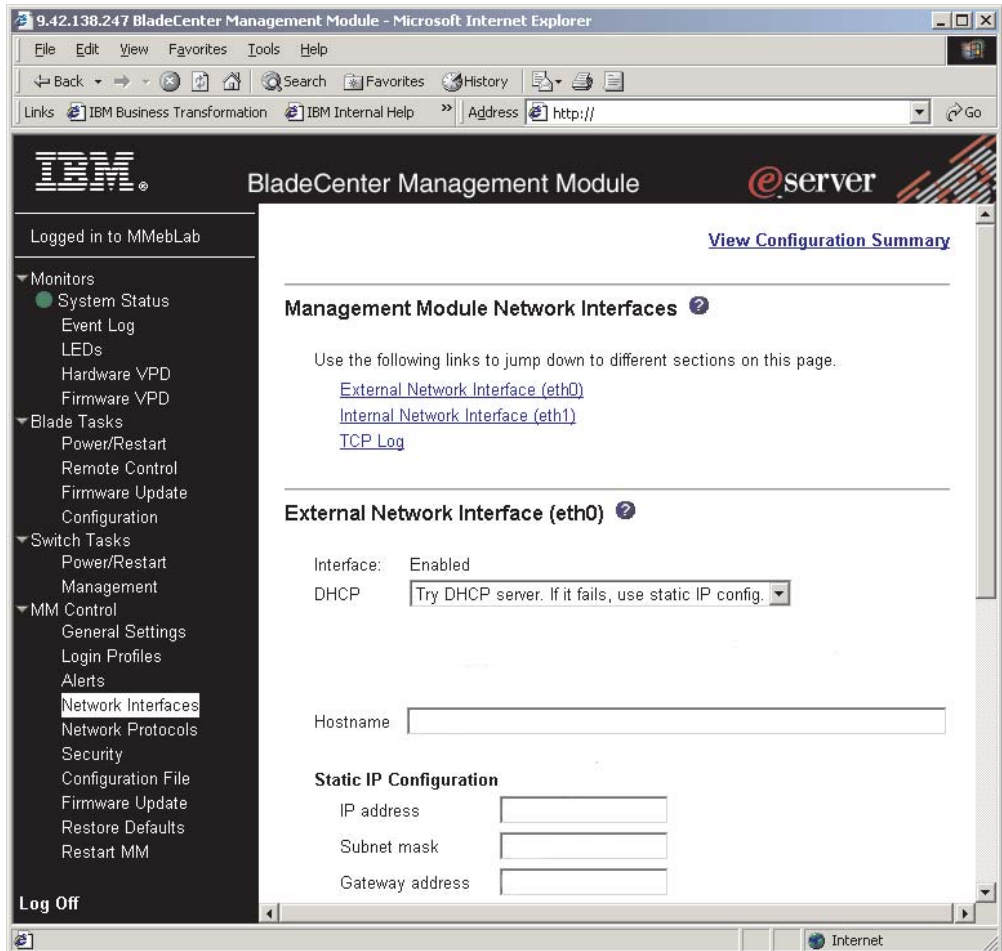 9.42.138.247 BladeCenter Management Module - Microsoft Internet Explorer
File Edit View Favorites Tools Help
Back Search Favorites History
Links IBM Business Transformation IBM Internal Help » Address http:// Go
IBM® BladeCenter Management Module eserver
Logged in to MMebLab
Monitors
System Status
Event Log
LEDs
Hardware VPD
Firmware VPD
Blade Tasks
Power/Restart
Remote Control
Firmware Update
Configuration
Switch Tasks
Power/Restart
Management
MM Control
General Settings
Login Profiles
Alerts
Network Interfaces
Network Protocols
Security
Configuration File
Firmware Update
Restore Defaults
Restart MM
Log Off
View Configuration Summary
Management Module Network Interfaces ?
Use the following links to jump down to different sections on this page.
External Network Interface (eth0)
Internal Network Interface (eth1)
TCP Log
External Network Interface (eth0) ?
Interface: Enabled
DHCP Try DHCP server. If it fails, use static IP config.
Hostname
Static IP Configuration
IP address
Subnet mask
Gateway address
Internet